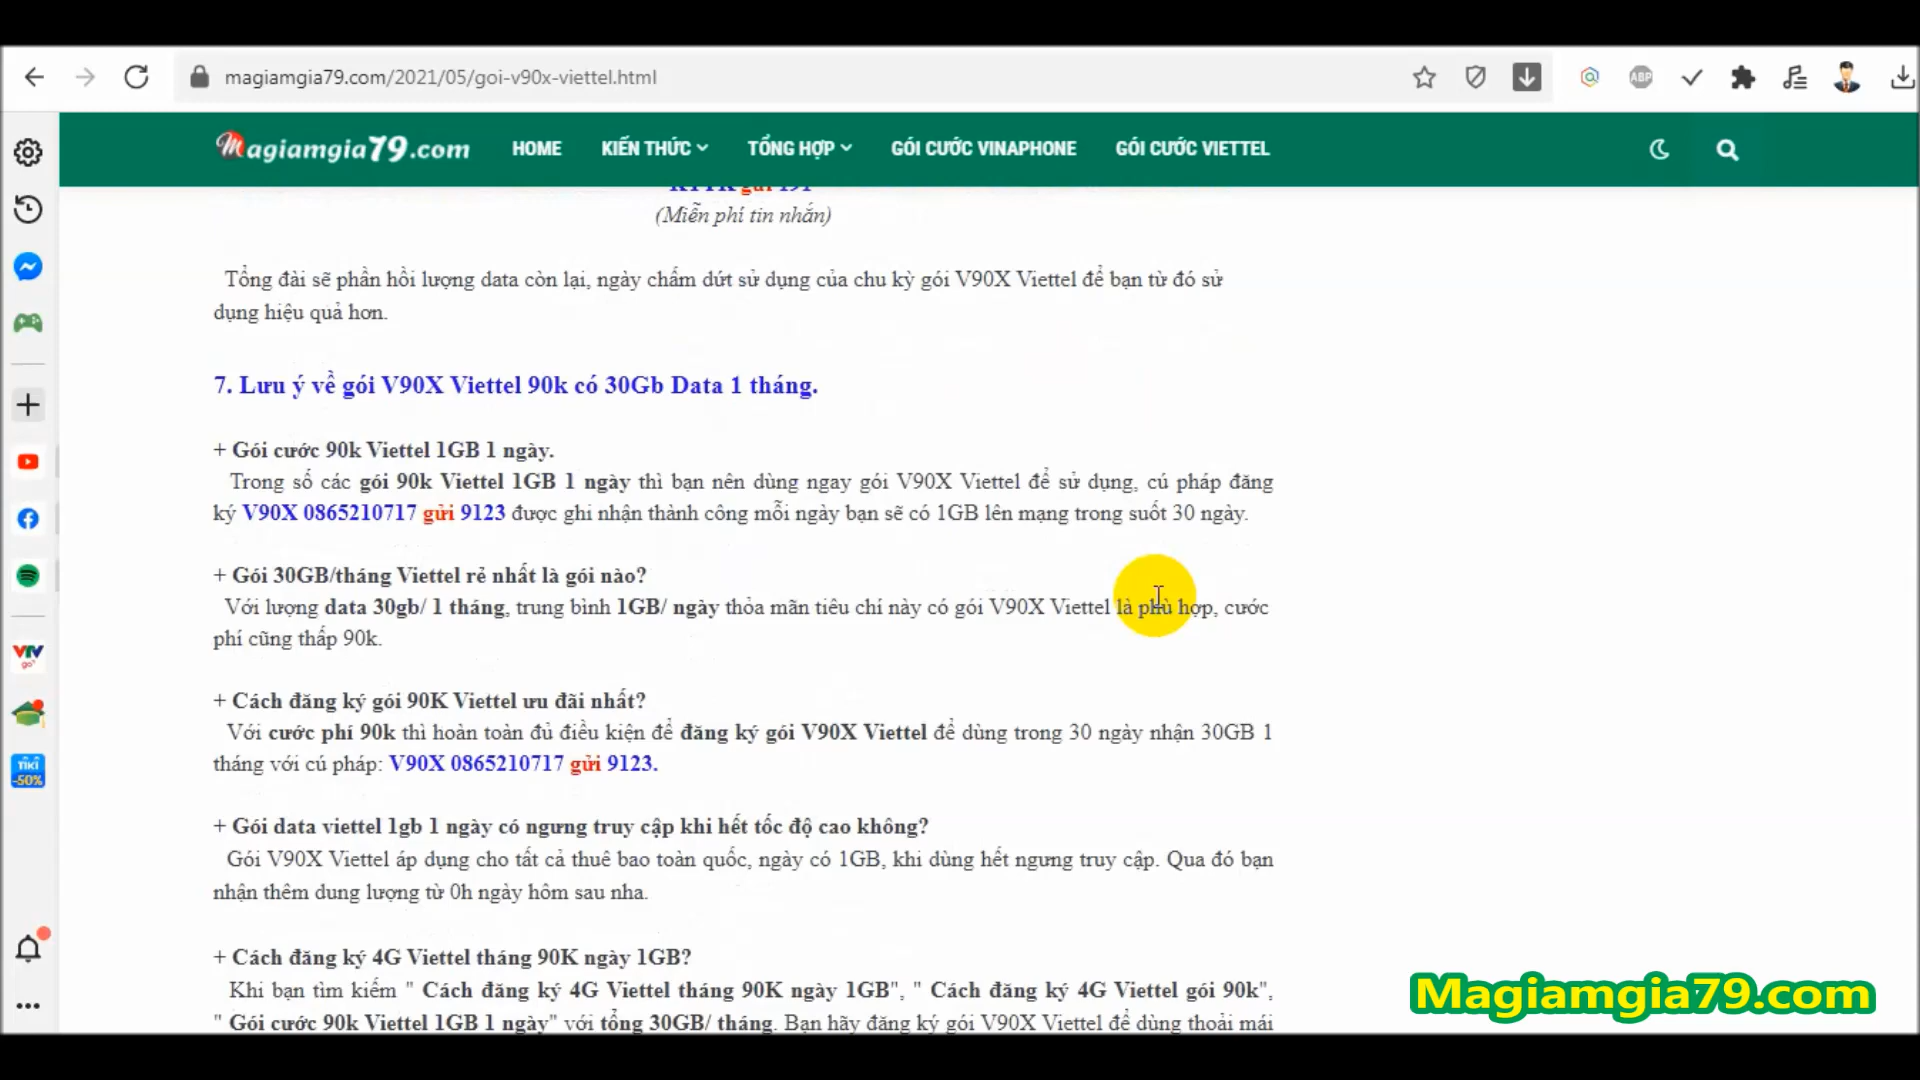 magiamgia79.com/2021/05/goi-v90x-viettel.html
ABP
Magiamgia79.com
HOME
KIẾN THỨC
TỔNG HỢP
GÓI CƯỚC VINAPHONE
GÓI CƯỚC VIETTEL
KTTK gửi 191
(Miễn phí tin nhắn)
Tổng đài sẽ phần hồi lượng data còn lại, ngày chấm dứt sử dụng của chu kỳ gói V90X Viettel để bạn từ đó sử
dụng hiệu quả hơn.
7. Lưu ý về gói V90X Viettel 90k có 30Gb Data 1 tháng.
+ Gói cước 90k Viettel 1GB 1 ngày.
Trong số các gói 90k Viettel 1GB 1 ngày thì bạn nên dùng ngay gói V90X Viettel để sử dụng, cú pháp đăng
ký V90X 0865210717 gửi 9123 được ghi nhận thành công mỗi ngày bạn sẽ có 1GB lên mạng trong suốt 30 ngày.
+ Gói 30GB/tháng Viettel rẻ nhất là gói nào?
Với lượng data 30gb/ 1 tháng, trung bình 1GB/ ngày thỏa mãn tiêu chí này có gói V90X Viettel là phù hợp, cước
phí cũng thấp 90k.
+ Cách đăng ký gói 90K Viettel ưu đãi nhất?
Với cước phí 90k thì hoàn toàn đủ điều kiện để đăng ký gói V90X Viettel để dùng trong 30 ngày nhận 30GB 1
tháng với cú pháp: V90X 0865210717 gửi 9123.
+ Gói data viettel 1gb 1 ngày có ngưng truy cập khi hết tốc độ cao không?
Gói V90X Viettel áp dụng cho tất cả thuê bao toàn quốc, ngày có 1GB, khi dùng hết ngưng truy cập. Qua đó bạn
nhận thêm dung lượng từ 0h ngày hôm sau nha.
+ Cách đăng ký 4G Viettel tháng 90K ngày 1GB?
Khi bạn tìm kiếm " Cách đăng ký 4G Viettel tháng 90K ngày 1GB", " Cách đăng ký 4G Viettel gói 90k",
" Gói cước 90k Viettel 1GB 1 ngày" với tổng 30GB/ tháng. Bạn hãy đăng ký gói V90X Viettel để dùng thoải mái
VTV
go
TIKI
-50%
Magiamgia79.com